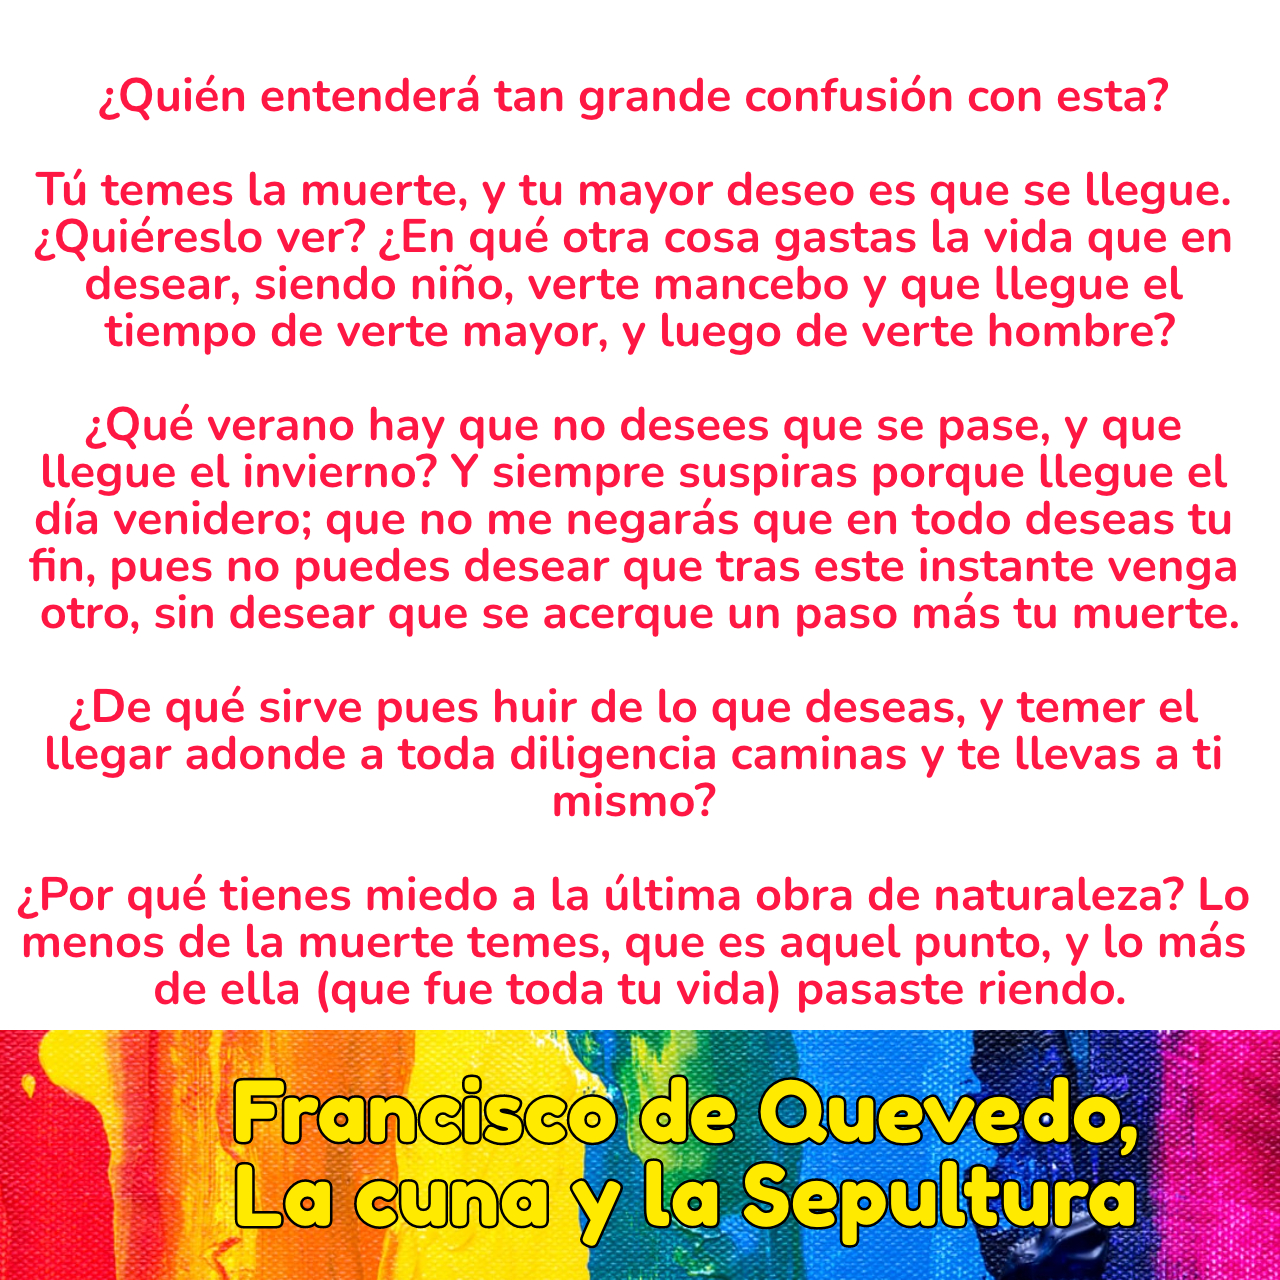 ¿Quién entenderá tan grande confusión con esta?
Tú temes la muerte, y tu mayor deseo es que se llegue.
¿Quiéreslo ver? ¿En qué otra cosa gastas la vida que en
desear, siendo niño, verte mancebo y que llegue el
tiempo de verte mayor, y luego de verte hombre?
¿Qué verano hay que no desees que se pase, y que
llegue el invierno? Y siempre suspiras porque llegue el
día venidero; que no me negarás que en todo deseas tu
fin, pues no puedes desear que tras este instante venga
otro, sin desear que se acerque un paso más tu muerte.
¿De qué sirve pues huir de lo que deseas, y temer el
llegar adonde a toda diligencia caminas y te llevas a ti
mismo?
¿Por qué tienes miedo a la última obra de naturaleza? Lo
menos de la muerte temes, que es aquel punto, y lo más
de ella (que fue toda tu vida) pasaste riendo.
Francisco de Quevedo,
La cuna y la Sepultura